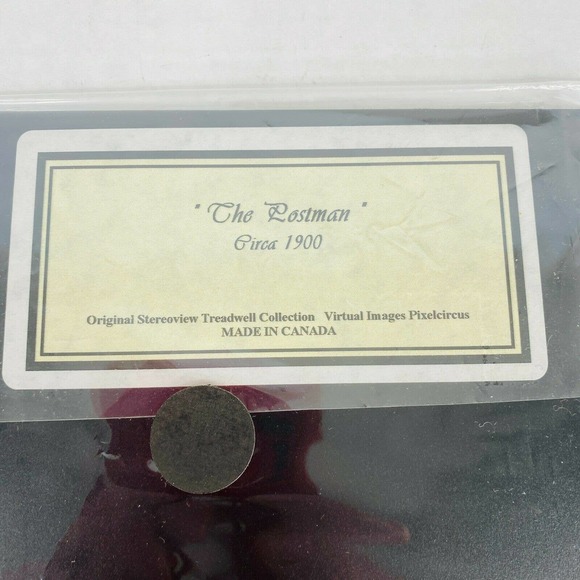 "The Postman"
Circa 1900
Original Stereoview Treadwell Collection Virtual Images Pixelcircus
MADE IN CANADA